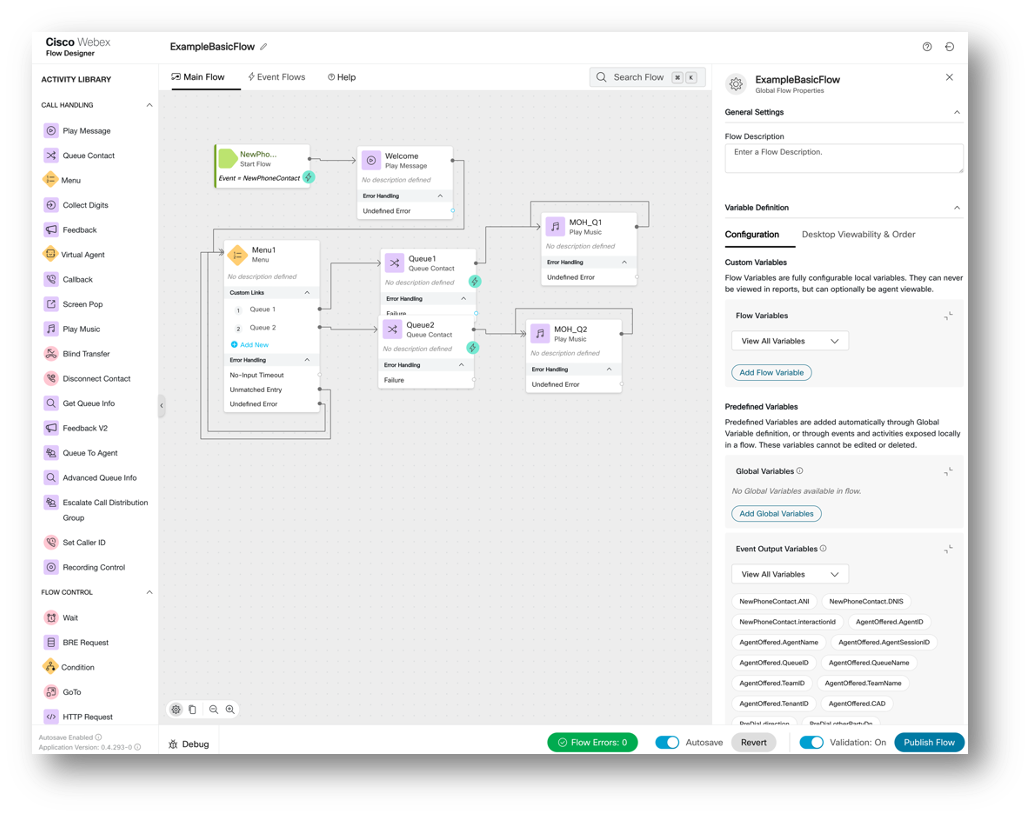 Cisco Webex
Flow Designer
ExampleBasicFlow
ACTIVITY LIBRARY
CALL HANDLING
Play Message
Queue Contact
Menu
Collect Digits
Feedback
Virtual Agent
Callback
Screen Pop
Play Music
Blind Transfer
Disconnect Contact
Get Queue Info
Feedback V2
Queue To Agent
Advanced Queue Info
Escalate Call Distribution
Group
Set Caller ID
Recording Control
FLOW CONTROL
Wait
BRE Request
Condition
GoTo
HTTP Request
Autosave Enabled
Application Version: 0.4.293-0
Main Flow
Event Flows
Help
Search Flow
K
NewPho...
Start Flow
Event = NewPhoneContact
Welcome
Play Message
No description defined
Error Handling
Undefined Error
Menu1
Menu
No description defined
Custom Links
1 Queue 1
2 Queue 2
Add New
Error Handling
No-Input Timeout
Unmatched Entry
Undefined Error
Queue1
Queue Contact
No description defined
Error Handling
Failure
Queue2
Queue Contact
No description defined
Error Handling
Failure
MOH_Q1
Play Music
No description defined
Error Handling
Undefined Error
MOH_Q2
Play Music
No description defined
Error Handling
Undefined Error
ExampleBasicFlow
Global Flow Properties
General Settings
Flow Description
Enter a Flow Description.
Variable Definition
Configuration
Desktop Viewability & Order
Custom Variables
Flow Variables are fully configurable local variables. They can never
be viewed in reports, but can optionally be agent viewable.
Flow Variables
View All Variables
Add Flow Variable
Predefined Variables
Predefined Variables are added automatically through Global
Variable definition, or through events and activities exposed locally
in a flow. These variables cannot be edited or deleted.
Global Variables
No Global Variables available in flow.
Add Global Variables
Event Output Variables
View All Variables
NewPhoneContact.ANI
NewPhoneContact.DNIS
NewPhoneContact.interactionId
AgentOffered.AgentID
AgentOffered.AgentName
AgentOffered.AgentSessionID
AgentOffered.QueueID
AgentOffered.QueueName
AgentOffered.TeamID
AgentOffered.TeamName
AgentOffered.TenantID
AgentOffered.CAD
PreDial.direction
PreDial.otherPartyDn
Debug
Flow Errors: 0
Autosave
Revert
Validation: On
Publish Flow